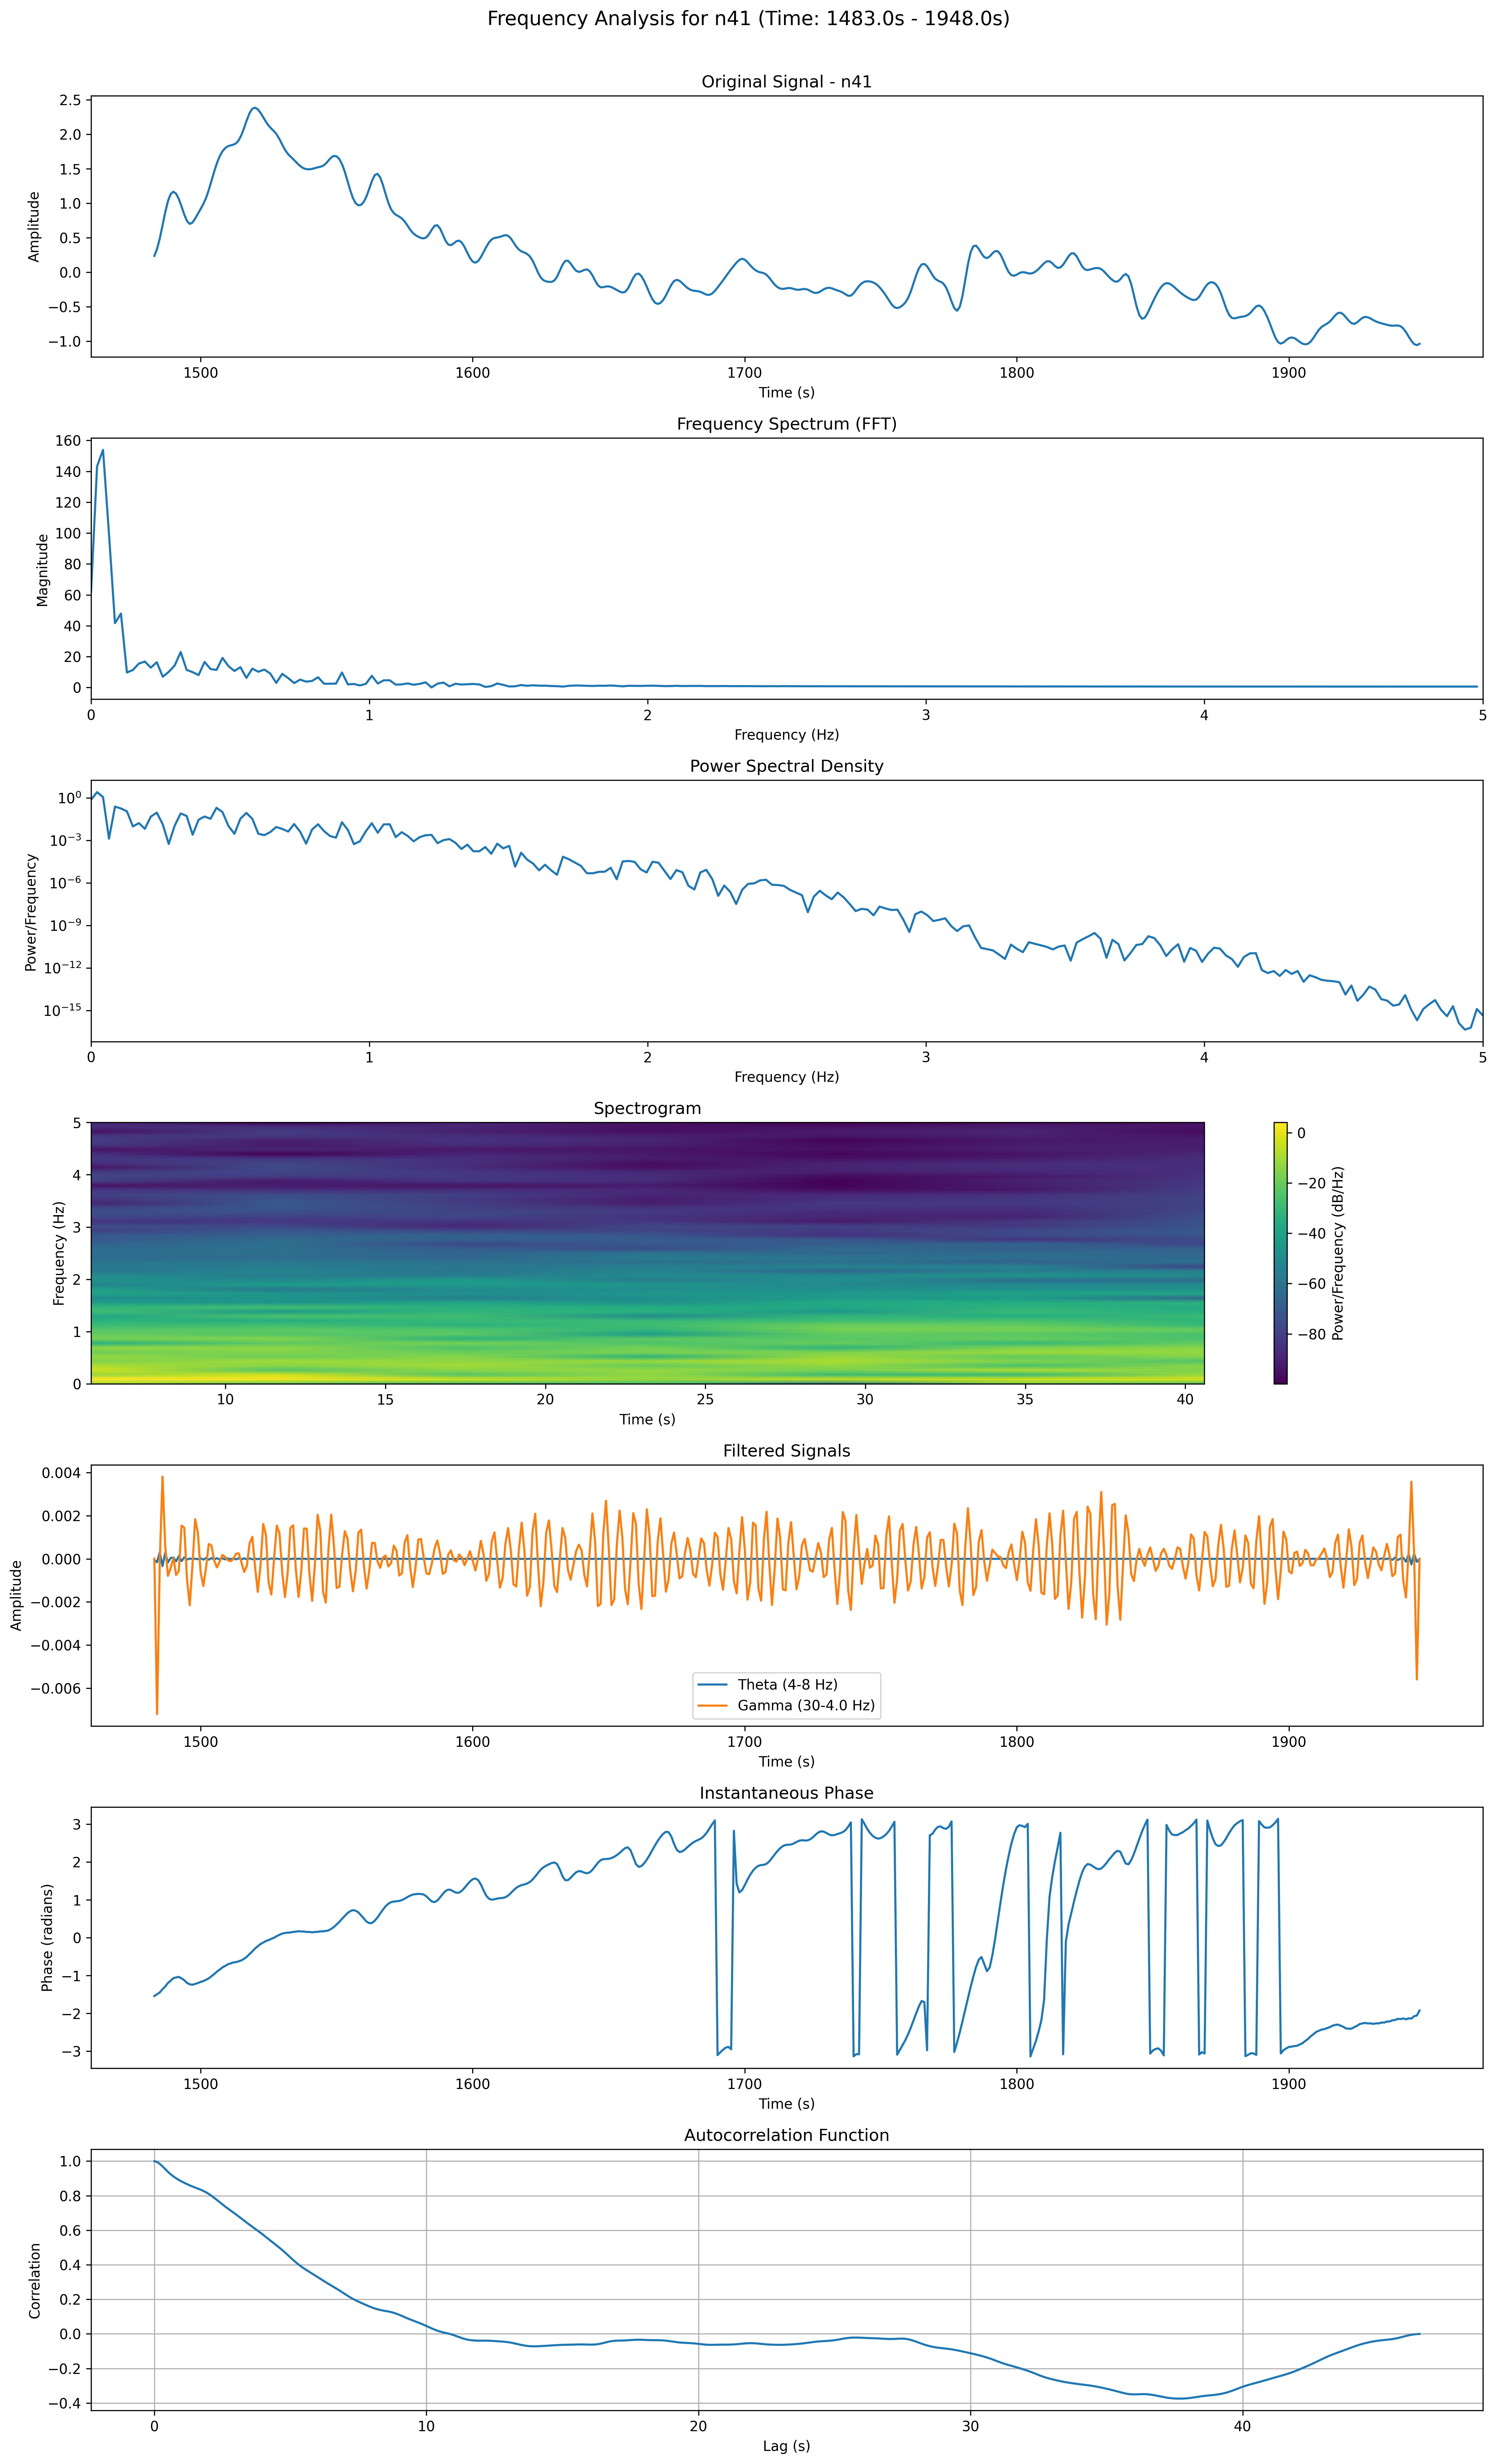 Frequency Analysis for n41 (Time: 1483.0s - 1948.0s)
Original Signal - n41
Amplitude
2.5
2.0
1.5
1.0
0.5
0.0
−0.5
−1.0
1500 1600 1700 1800 1900
Time (s)
Frequency Spectrum (FFT)
Magnitude
160
140
120
100
80
60
40
20
0
0 1 2 3 4 5
Frequency (Hz)
Power Spectral Density
Power/Frequency
10⁰
10⁻³
10⁻⁶
10⁻⁹
10⁻¹²
10⁻¹⁵
0 1 2 3 4 5
Frequency (Hz)
Spectrogram
Frequency (Hz)
5
4
3
2
1
0
10 15 20 25 30 35 40
Time (s)
0
−20
−40
−60
−80
Power/Frequency (dB/Hz)
Filtered Signals
Amplitude
0.004
0.002
0.000
−0.002
−0.004
−0.006
Theta (4-8 Hz)
Gamma (30-4.0 Hz)
1500 1600 1700 1800 1900
Time (s)
Instantaneous Phase
Phase (radians)
3
2
1
0
−1
−2
−3
1500 1600 1700 1800 1900
Time (s)
Autocorrelation Function
Correlation
1.0
0.8
0.6
0.4
0.2
0.0
−0.2
−0.4
0 10 20 30 40
Lag (s)